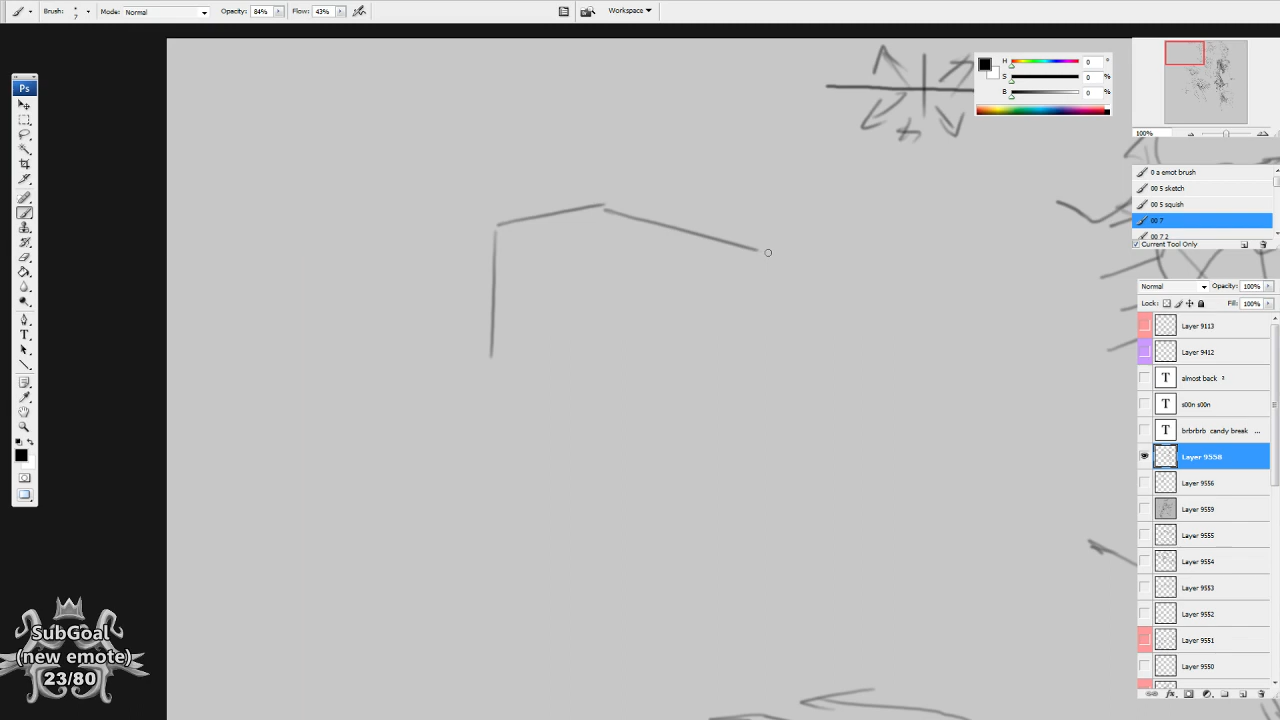 Brush: 7 Mode: Normal Opacity: 84% Flow: 43% Workspace
Ps
H 0 °
S 0 %
B 0 %
100%
0 a emot brush
00 5 sketch
00 5 squish
00 7
00 7 2
Current Tool Only
Normal Opacity: 100%
Lock: Fill: 100%
Layer 9113
Layer 9412
T almost back
T s00n s00n
T brbrbrb candy break ...
Layer 9558
Layer 9556
Layer 9559
Layer 9555
Layer 9554
Layer 9553
Layer 9552
Layer 9551
Layer 9550
SubGoal
(new emote)
23/80